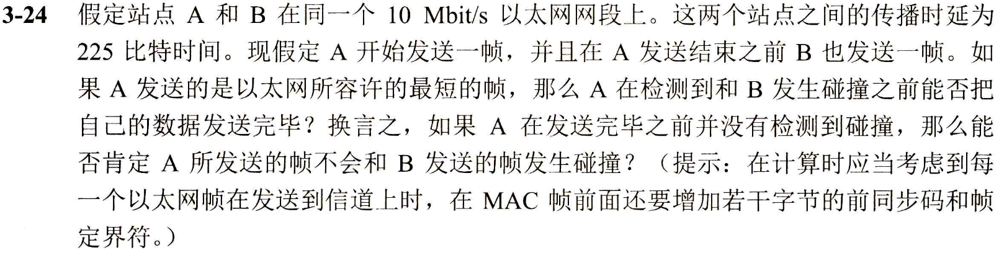 3-24 假定站点 A 和 B 在同一个 10 Mbit/s 以太网网段上。这两个站点之间的传播时延为
225 比特时间。现假定 A 开始发送一帧，并且在 A 发送结束之前 B 也发送一帧。如
果 A 发送的是以太网所容许的最短的帧，那么 A 在检测到和 B 发生碰撞之前能否把
自己的数据发送完毕？换言之，如果 A 在发送完毕之前并没有检测到碰撞，那么能
否肯定 A 所发送的帧不会和 B 发送的帧发生碰撞？（提示：在计算时应当考虑到每
一个以太网帧在发送到信道上时，在 MAC 帧前面还要增加若干字节的前同步码和帧
定界符。）